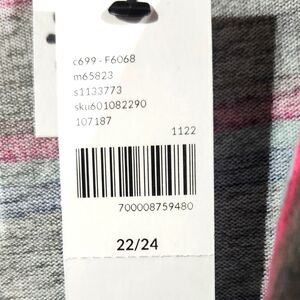 c699 - F6068
m65823
s1133773
sku601082290
107187
1122
700008759480
22/24